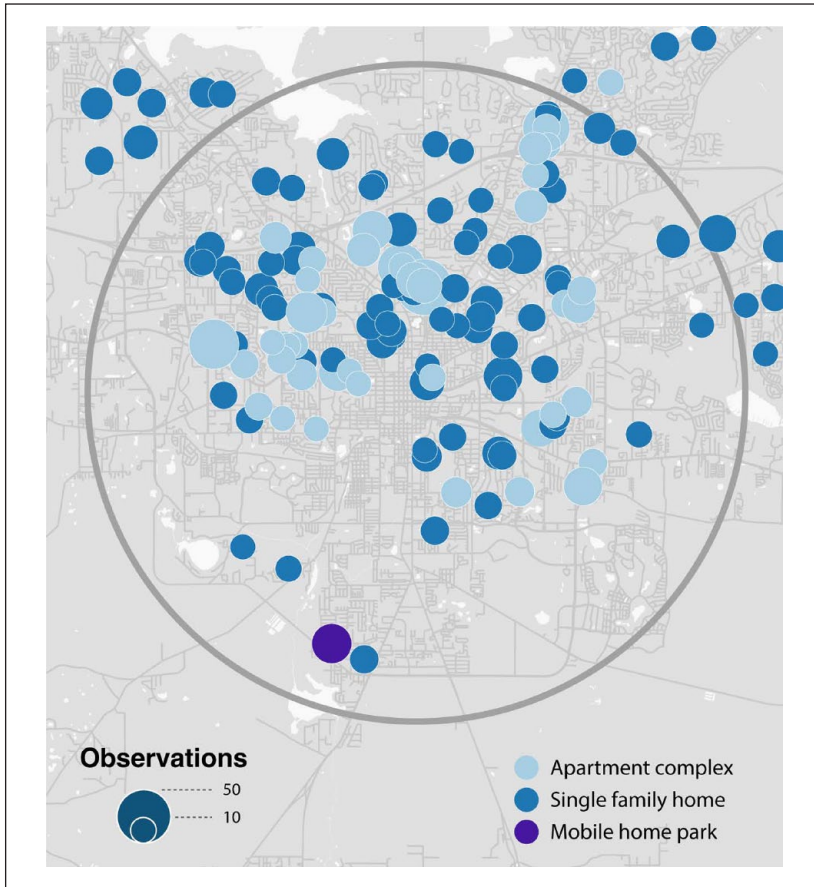 Observations
50
10
Apartment complex
Single family home
Mobile home park